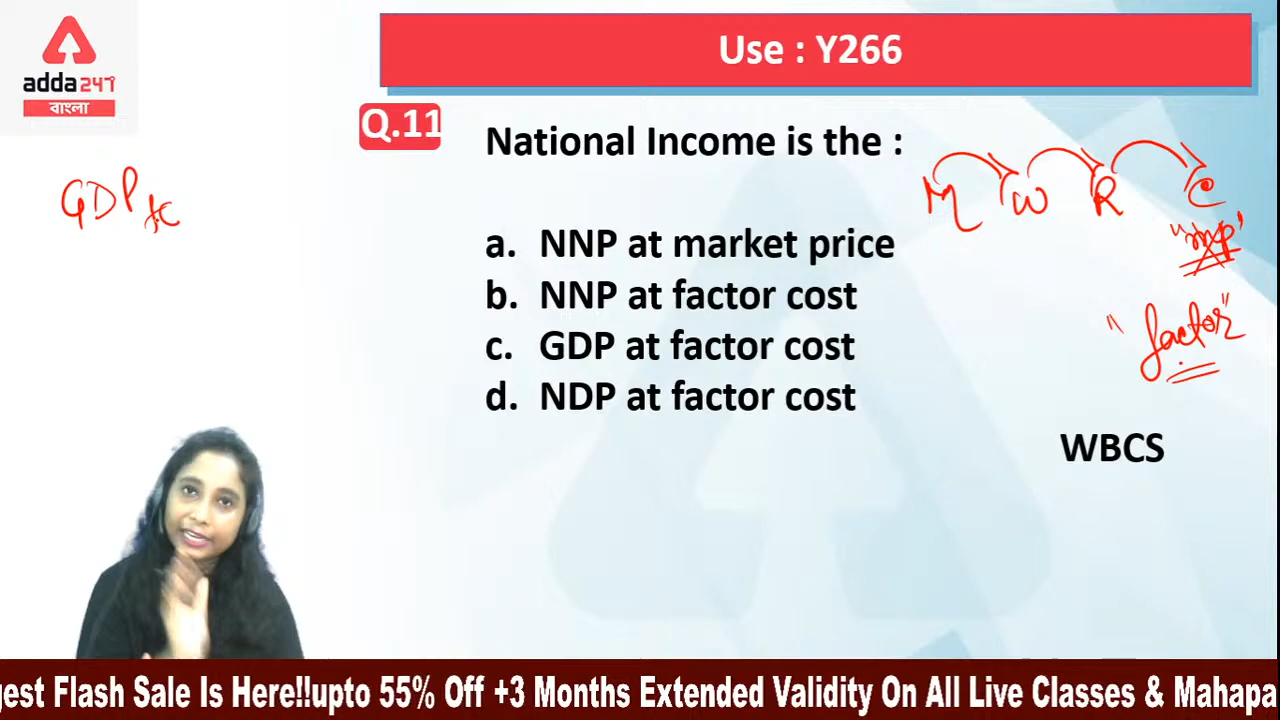 adda247
বাংলা
Use : Y266
Q.11
National Income is the :
a. NNP at market price
b. NNP at factor cost
c. GDP at factor cost
d. NDP at factor cost
WBCS
GDP fc
M W R C
"mp"
"factor"
gest Flash Sale Is Here!!upto 55% Off +3 Months Extended Validity On All Live Classes & Mahapa